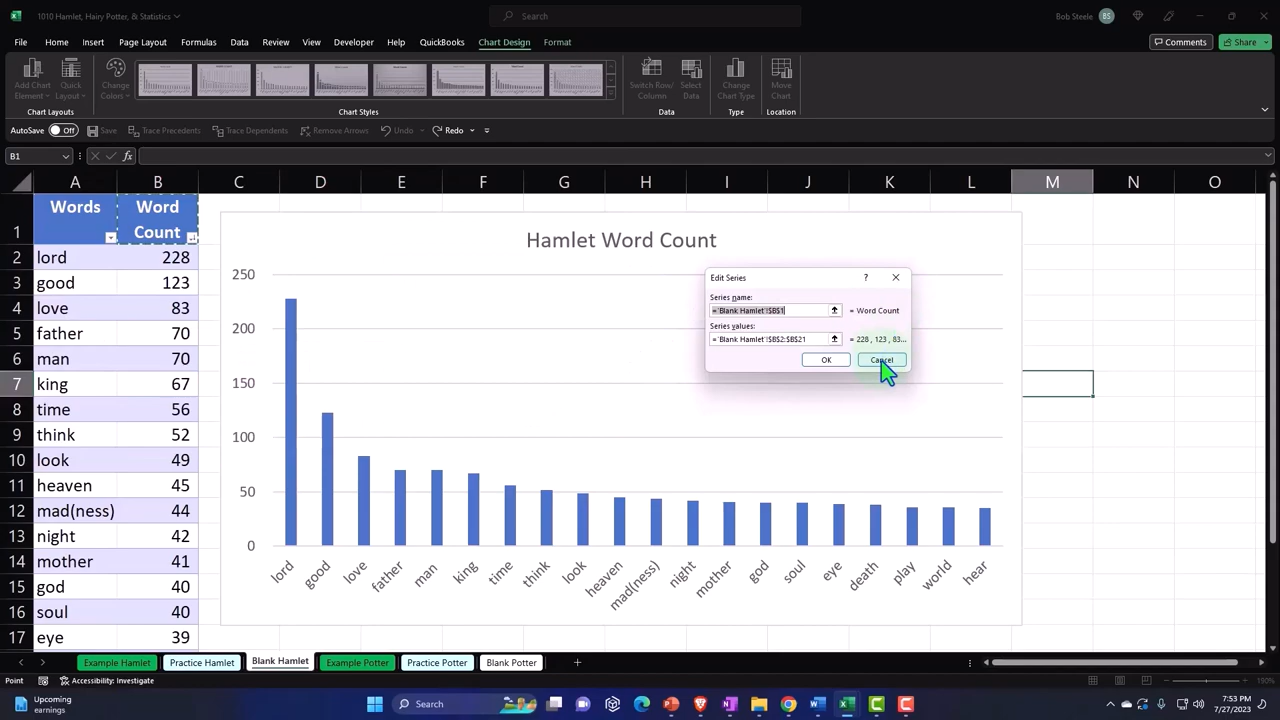 1010 Hamlet, Hairy Potter, & Statistics
Search
Bob Steele
BS
File Home Insert Page Layout Formulas Data Review View Developer Help QuickBooks Chart Design Format
Comments
Share
Add Chart Element
Quick Layout
Change Colors
Switch Row/ Column
Select Data
Change Chart Type
Move Chart
Chart Layouts
Chart Styles
Data
Type
Location
AutoSave Off Save Trace Precedents Trace Dependents Remove Arrows Undo Redo
B1
fx
A B C D E F G H I J K L M N O
1 Words Word Count
2 lord 228
3 good 123
4 love 83
5 father 70
6 man 70
7 king 67
8 time 56
9 think 52
10 look 49
11 heaven 45
12 mad(ness) 44
13 night 42
14 mother 41
15 god 40
16 soul 40
17 eye 39
Hamlet Word Count
250
200
150
100
50
0
lord good love father man king time think look heaven mad(ness) night mother god soul eye death play world hear
Edit Series
?
Series name:
='Blank Hamlet'!$B$1 = Word Count
Series values:
='Blank Hamlet'!$B$2:$B$21 = 228 , 123 , 83...
OK Cancel
Example Hamlet Practice Hamlet Blank Hamlet Example Potter Practice Potter Blank Potter
Point
Accessibility: Investigate
190%
Upcoming
earnings
Search
7:53 PM
7/27/2023